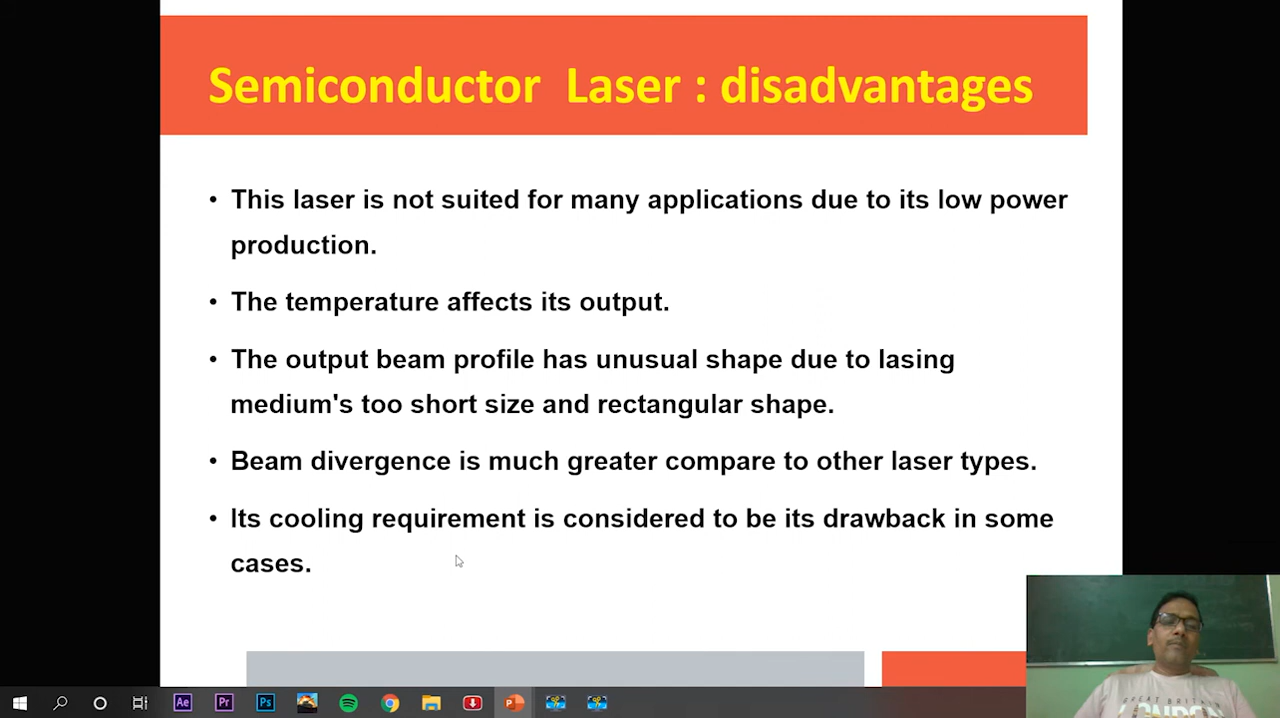 Semiconductor Laser : disadvantages
• This laser is not suited for many applications due to its low power
production.
• The temperature affects its output.
• The output beam profile has unusual shape due to lasing
medium's too short size and rectangular shape.
• Beam divergence is much greater compare to other laser types.
• Its cooling requirement is considered to be its drawback in some
cases.
Ae Pr Ps